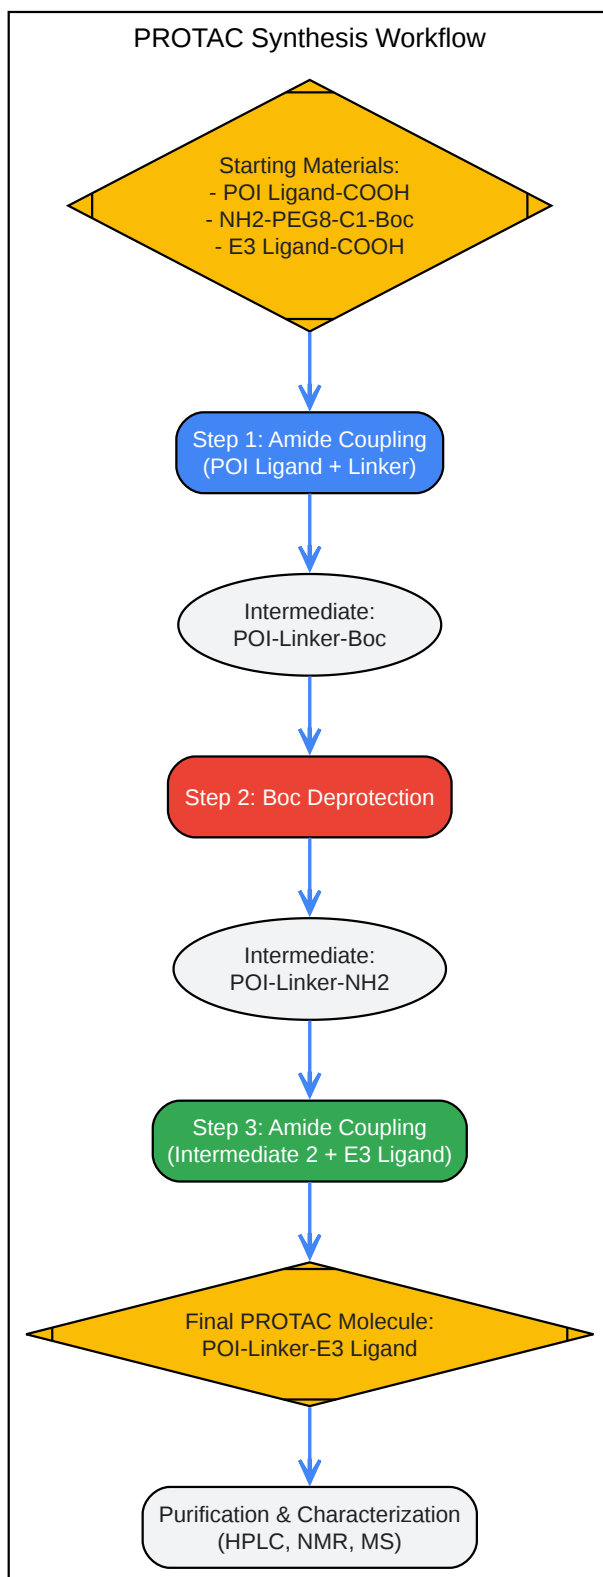 PROTAC Synthesis Workflow
Starting Materials:
- POI Ligand-COOH
- NH2-PEG8-C1-Boc
- E3 Ligand-COOH
Step 1: Amide Coupling
(POI Ligand + Linker)
Intermediate:
POI-Linker-Boc
Step 2: Boc Deprotection
Intermediate:
POI-Linker-NH2
Step 3: Amide Coupling
(Intermediate 2 + E3 Ligand)
Final PROTAC Molecule:
POI-Linker-E3 Ligand
Purification & Characterization
(HPLC, NMR, MS)